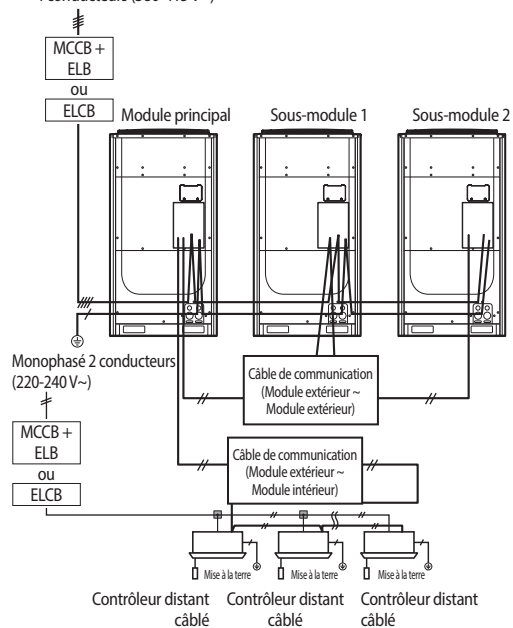 MCCB +
ELB
ou
ELCB
Module principal
Sous-module 1
Sous-module 2
Monophasé 2 conducteurs
(220-240 V~)
Câble de communication
(Module extérieur ~
Module extérieur)
MCCB +
ELB
ou
ELCB
Câble de communication
(Module extérieur ~
Module intérieur)
Mise à la terre
Mise à la terre
Mise à la terre
Contrôleur distant
câblé
Contrôleur distant
câblé
Contrôleur distant
câblé